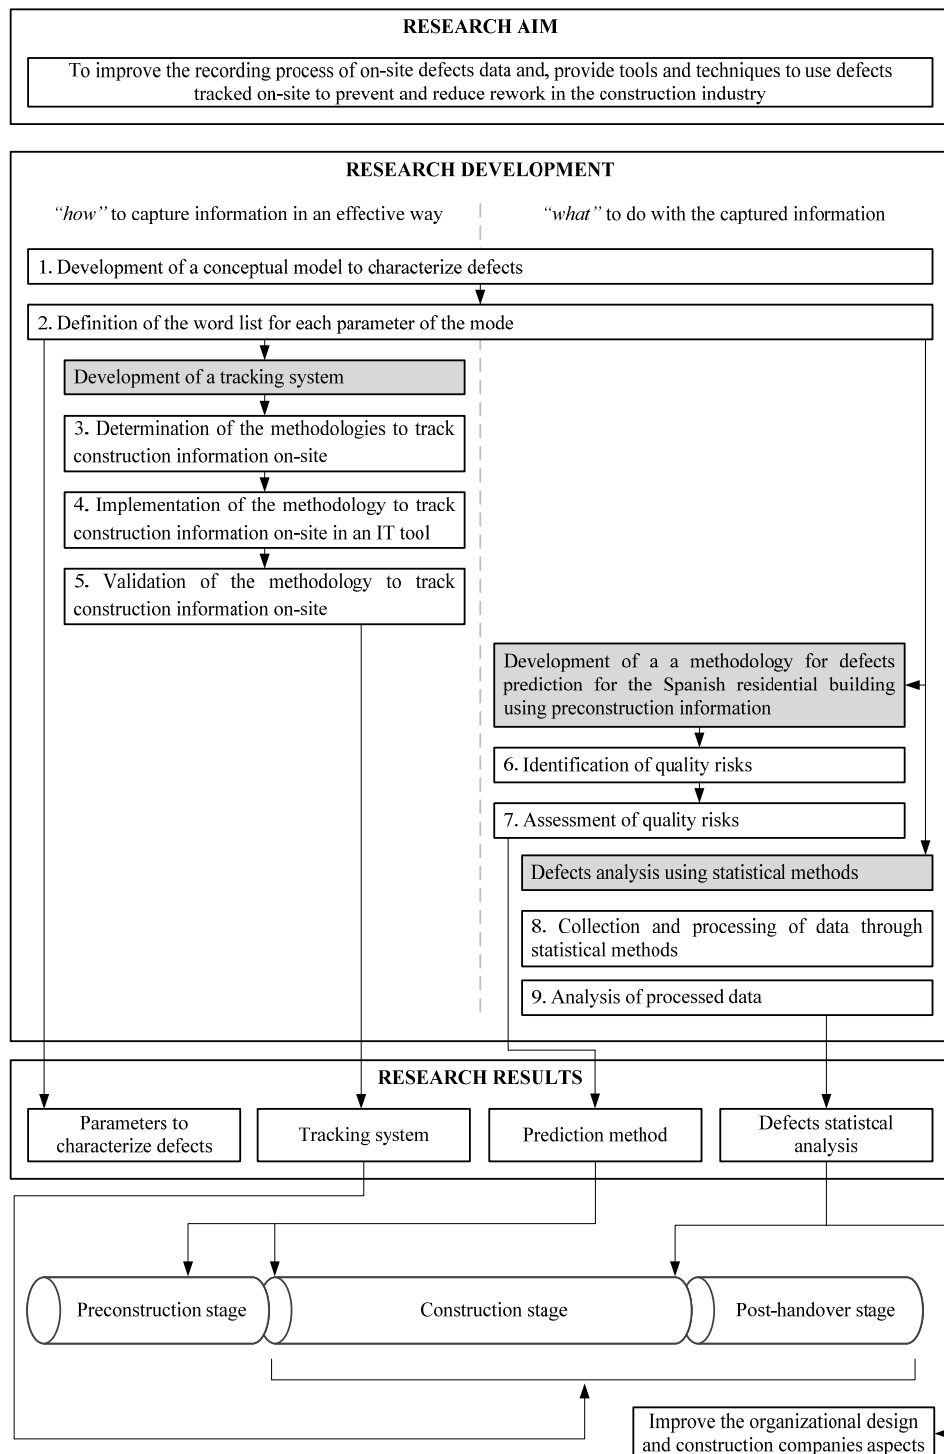 RESEARCH AIM
To improve the recording process of on-site defects data and, provide tools and techniques to use defects
tracked on-site to prevent and reduce rework in the construction industry
RESEARCH DEVELOPMENT
“how” to capture information in an effective way
“what” to do with the captured information
1. Development of a conceptual model to characterize defects
2. Definition of the word list for each parameter of the mode
Development of a tracking system
3. Determination of the methodologies to track
construction information on-site
4. Implementation of the methodology to track
construction information on-site in an IT tool
5. Validation of the methodology to track
construction information on-site
Development of a a methodology for defects
prediction for the Spanish residential building
using preconstruction information
6. Identification of quality risks
7. Assessment of quality risks
Defects analysis using statistical methods
8. Collection and processing of data through
statistical methods
9. Analysis of processed data
RESEARCH RESULTS
Parameters to
characterize defects
Tracking system
Prediction method
Defects statistcal
analysis
Preconstruction stage
Construction stage
Post-handover stage
Improve the organizational design
and construction companies aspects